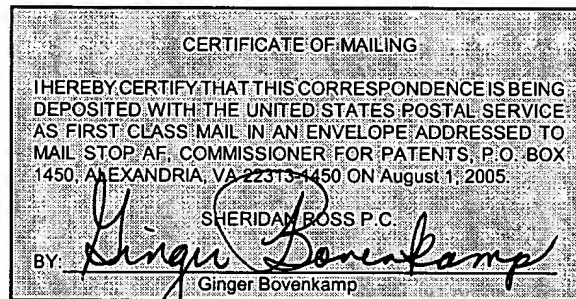 CERTIFICATE OF MAILING
I HEREBY CERTIFY THAT THIS CORRESPONDENCE IS BEING
DEPOSITED WITH THE UNITED STATES POSTAL SERVICE
AS FIRST CLASS MAIL IN AN ENVELOPE ADDRESSED TO
MAIL STOP AF, COMMISSIONER FOR PATENTS, P.O. BOX
1450, ALEXANDRIA, VA 22313-1450 ON August 1, 2005.
SHERIDAN ROSS P.C.
BY: Ginger Bovenkamp
Ginger Bovenkamp